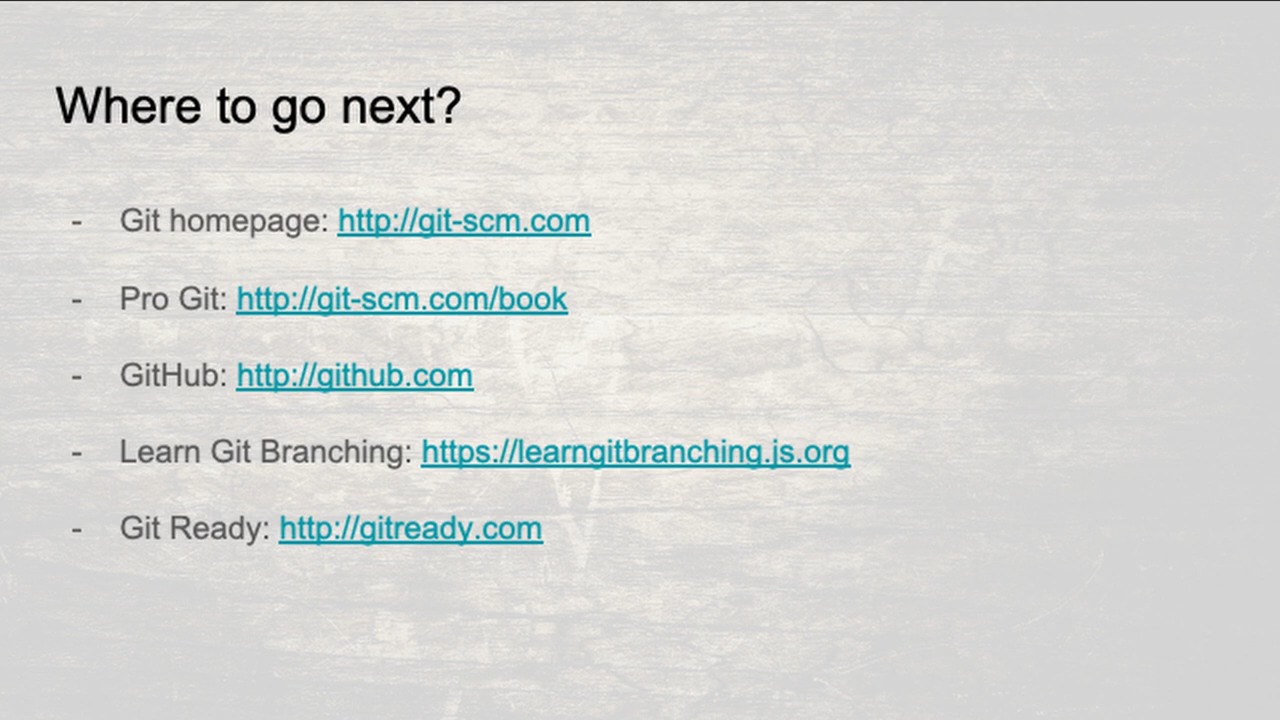 Where to go next?
- Git homepage: http://git-scm.com
- Pro Git: http://git-scm.com/book
- GitHub: http://github.com
- Learn Git Branching: https://learngitbranching.js.org
- Git Ready: http://gitready.com